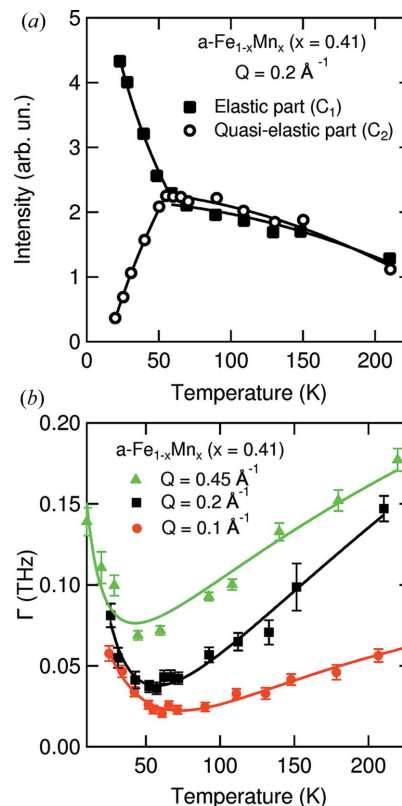 (a)
a-Fe1-xMnx (x = 0.41)
Q = 0.2 Å-1
Elastic part (C1)
Quasi-elastic part (C2)
Intensity (arb. un.)
5
4
3
2
1
0
0 50 100 150 200
Temperature (K)
(b)
a-Fe1-xMnx (x = 0.41)
Q = 0.45 Å-1
Q = 0.2 Å-1
Q = 0.1 Å-1
Γ (THz)
0.20
0.15
0.10
0.05
0.00
50 100 150 200
Temperature (K)